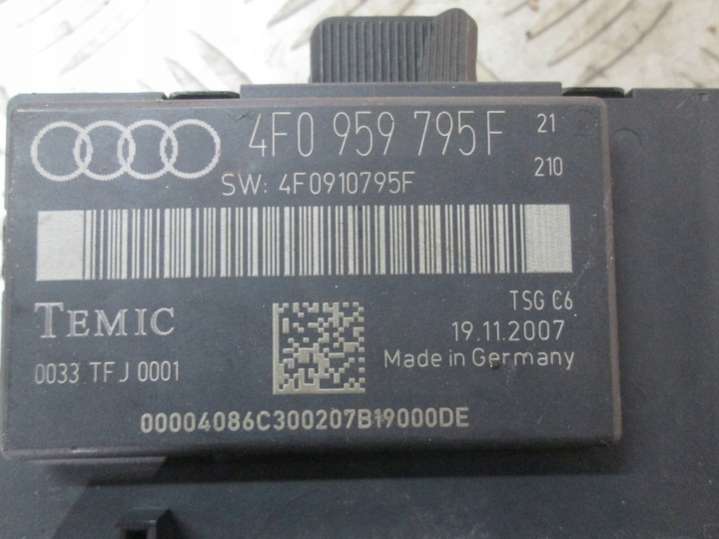 4F0 959 795F 21
210
SW: 4F0910795F
TEMIC
TSG C6
19.11.2007
0033 TFJ 0001
Made in Germany
00004086C300207B19000DE